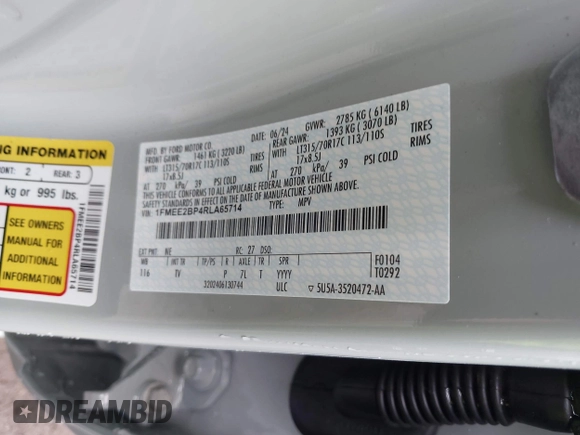 ING INFORMATION
ONT: 2 REAR: 3
kg or 995 lbs.
SEE OWNERS
MANUAL FOR
ADDITIONAL
INFORMATION
1FMEE2BP4RLA65714
MFD. BY FORD MOTOR CO.
06/24 GVWR: 2785 KG ( 6140 LB)
FRONT GAWR: 1461 KG ( 3220 LB) REAR GAWR: 1393 KG ( 3070 LB)
WITH LT315/70R17C 113/110S TIRES WITH LT315/70R17C 113/110S TIRES
17x8.5J RIMS 17x8.5J RIMS
AT 270 kPa/ 39 PSI COLD AT 270 kPa/ 39 PSI COLD
THIS VEHICLE CONFORMS TO ALL APPLICABLE FEDERAL MOTOR VEHICLE
SAFETY STANDARDS IN EFFECT ON THE DATE OF MANUFACTURE SHOWN ABOVE.
VIN: 1FMEE2BP4RLA65714 TYPE: MPV
EXT PNT: NE RC: 27 DSO:
WB INT TR TP/PS R AXLE TR SPR F0104
116 TV P 7L T YYYY T0292
3202406130744 ULC ▽ SU5A-3520472-AA
DREAMBID